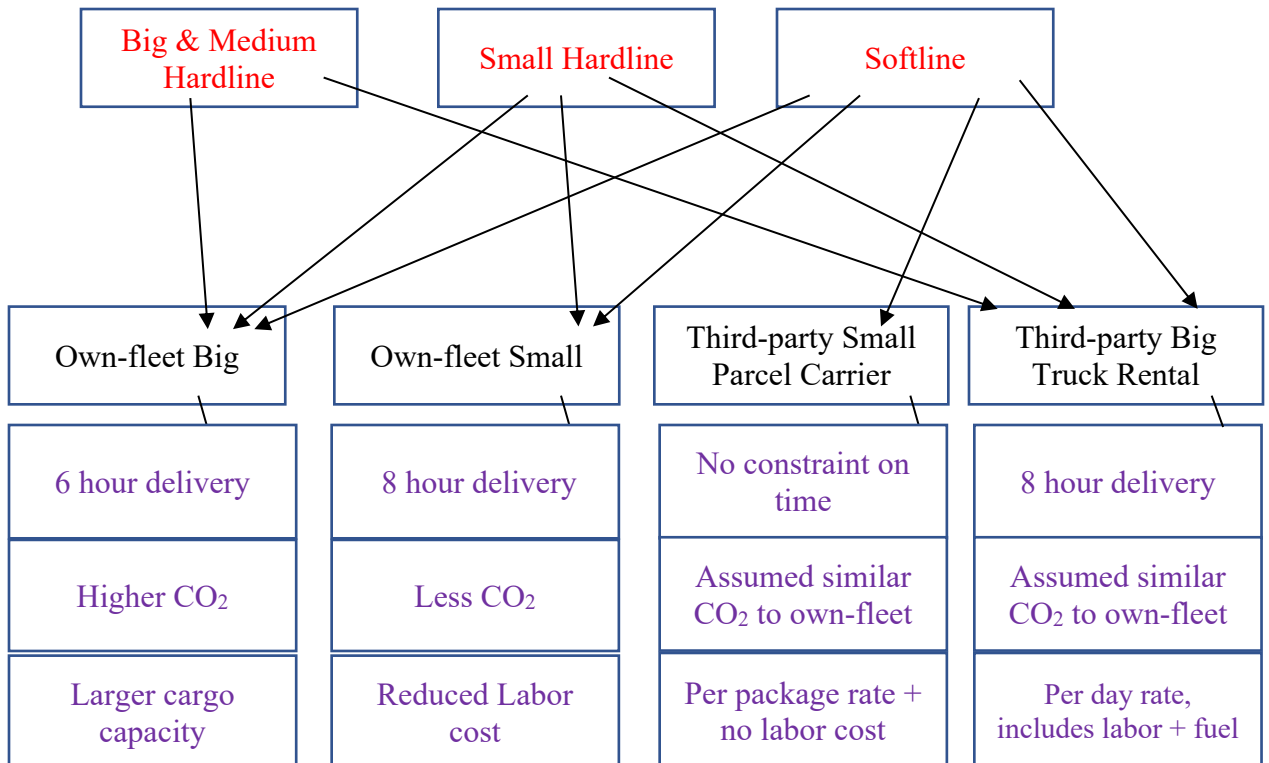 Big & Medium
Hardline
Small Hardline
Softline
Own-fleet Big
Own-fleet Small
Third-party Small
Parcel Carrier
Third-party Big
Truck Rental
6 hour delivery
8 hour delivery
No constraint on
time
8 hour delivery
Higher CO₂
Less CO₂
Assumed similar
CO₂ to own-fleet
Assumed similar
CO₂ to own-fleet
Larger cargo
capacity
Reduced Labor
cost
Per package rate +
no labor cost
Per day rate,
includes labor + fuel